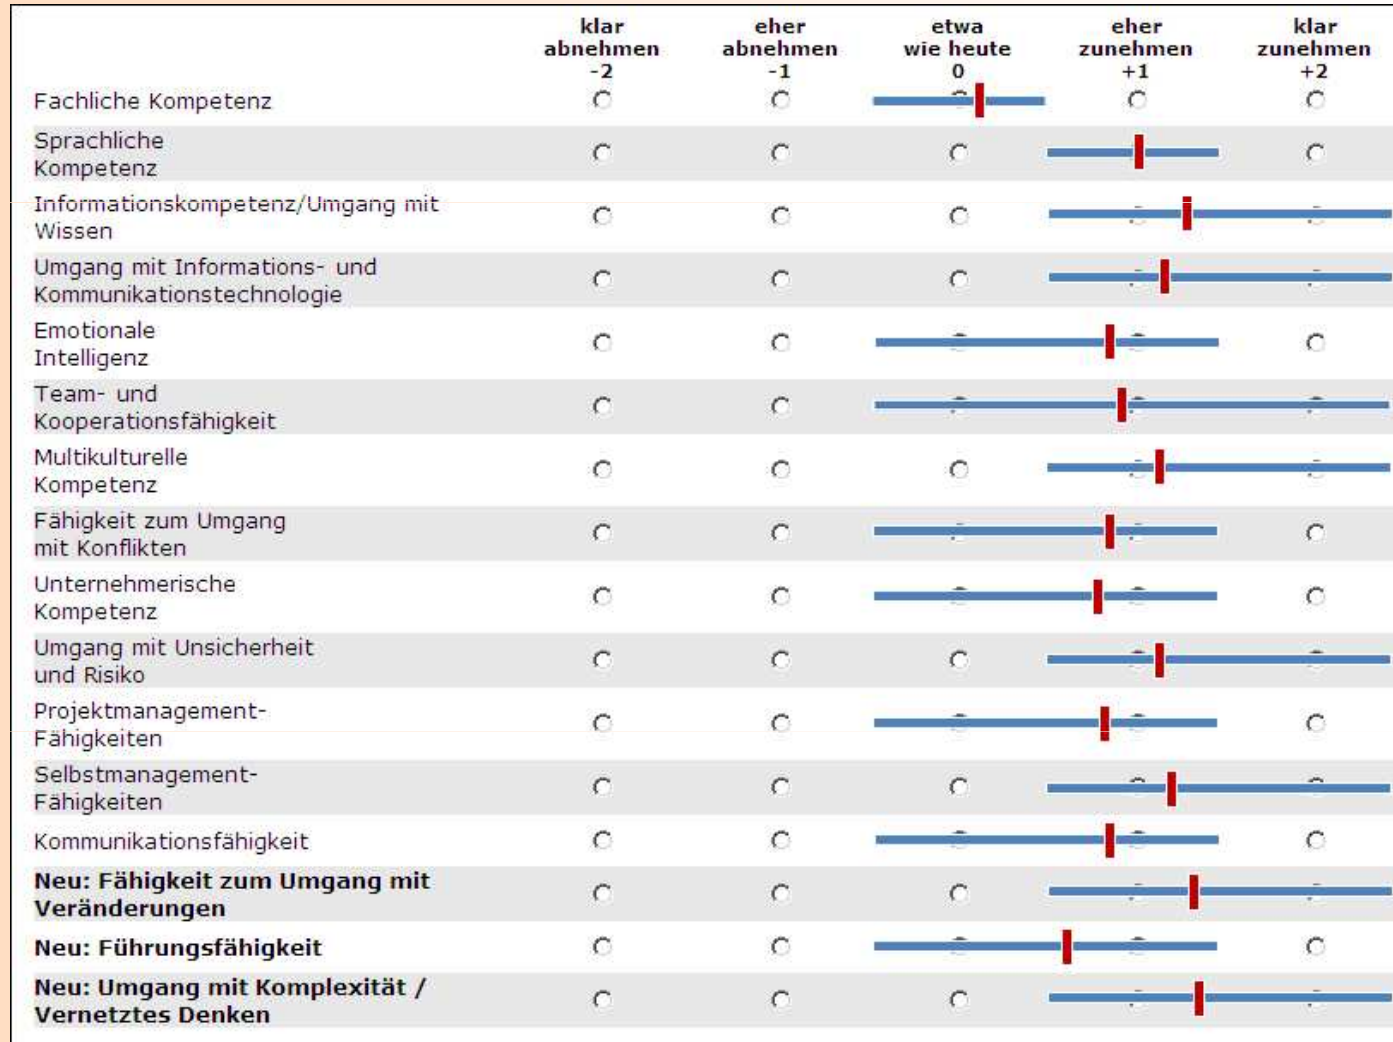 klar eher etwa eher klar
abnehmen abnehmen wie heute zunehmen zunehmen
-2 -1 0 +1 +2
Fachliche Kompetenz
Sprachliche
Kompetenz
Informationskompetenz/Umgang mit
Wissen
Umgang mit Informations- und
Kommunikationstechnologie
Emotionale
Intelligenz
Team- und
Kooperationsfähigkeit
Multikulturelle
Kompetenz
Fähigkeit zum Umgang
mit Konflikten
Unternehmerische
Kompetenz
Umgang mit Unsicherheit
und Risiko
Projektmanagement-
Fähigkeiten
Selbstmanagement-
Fähigkeiten
Kommunikationsfähigkeit
Neu: Fähigkeit zum Umgang mit
Veränderungen
Neu: Führungsfähigkeit
Neu: Umgang mit Komplexität /
Vernetztes Denken